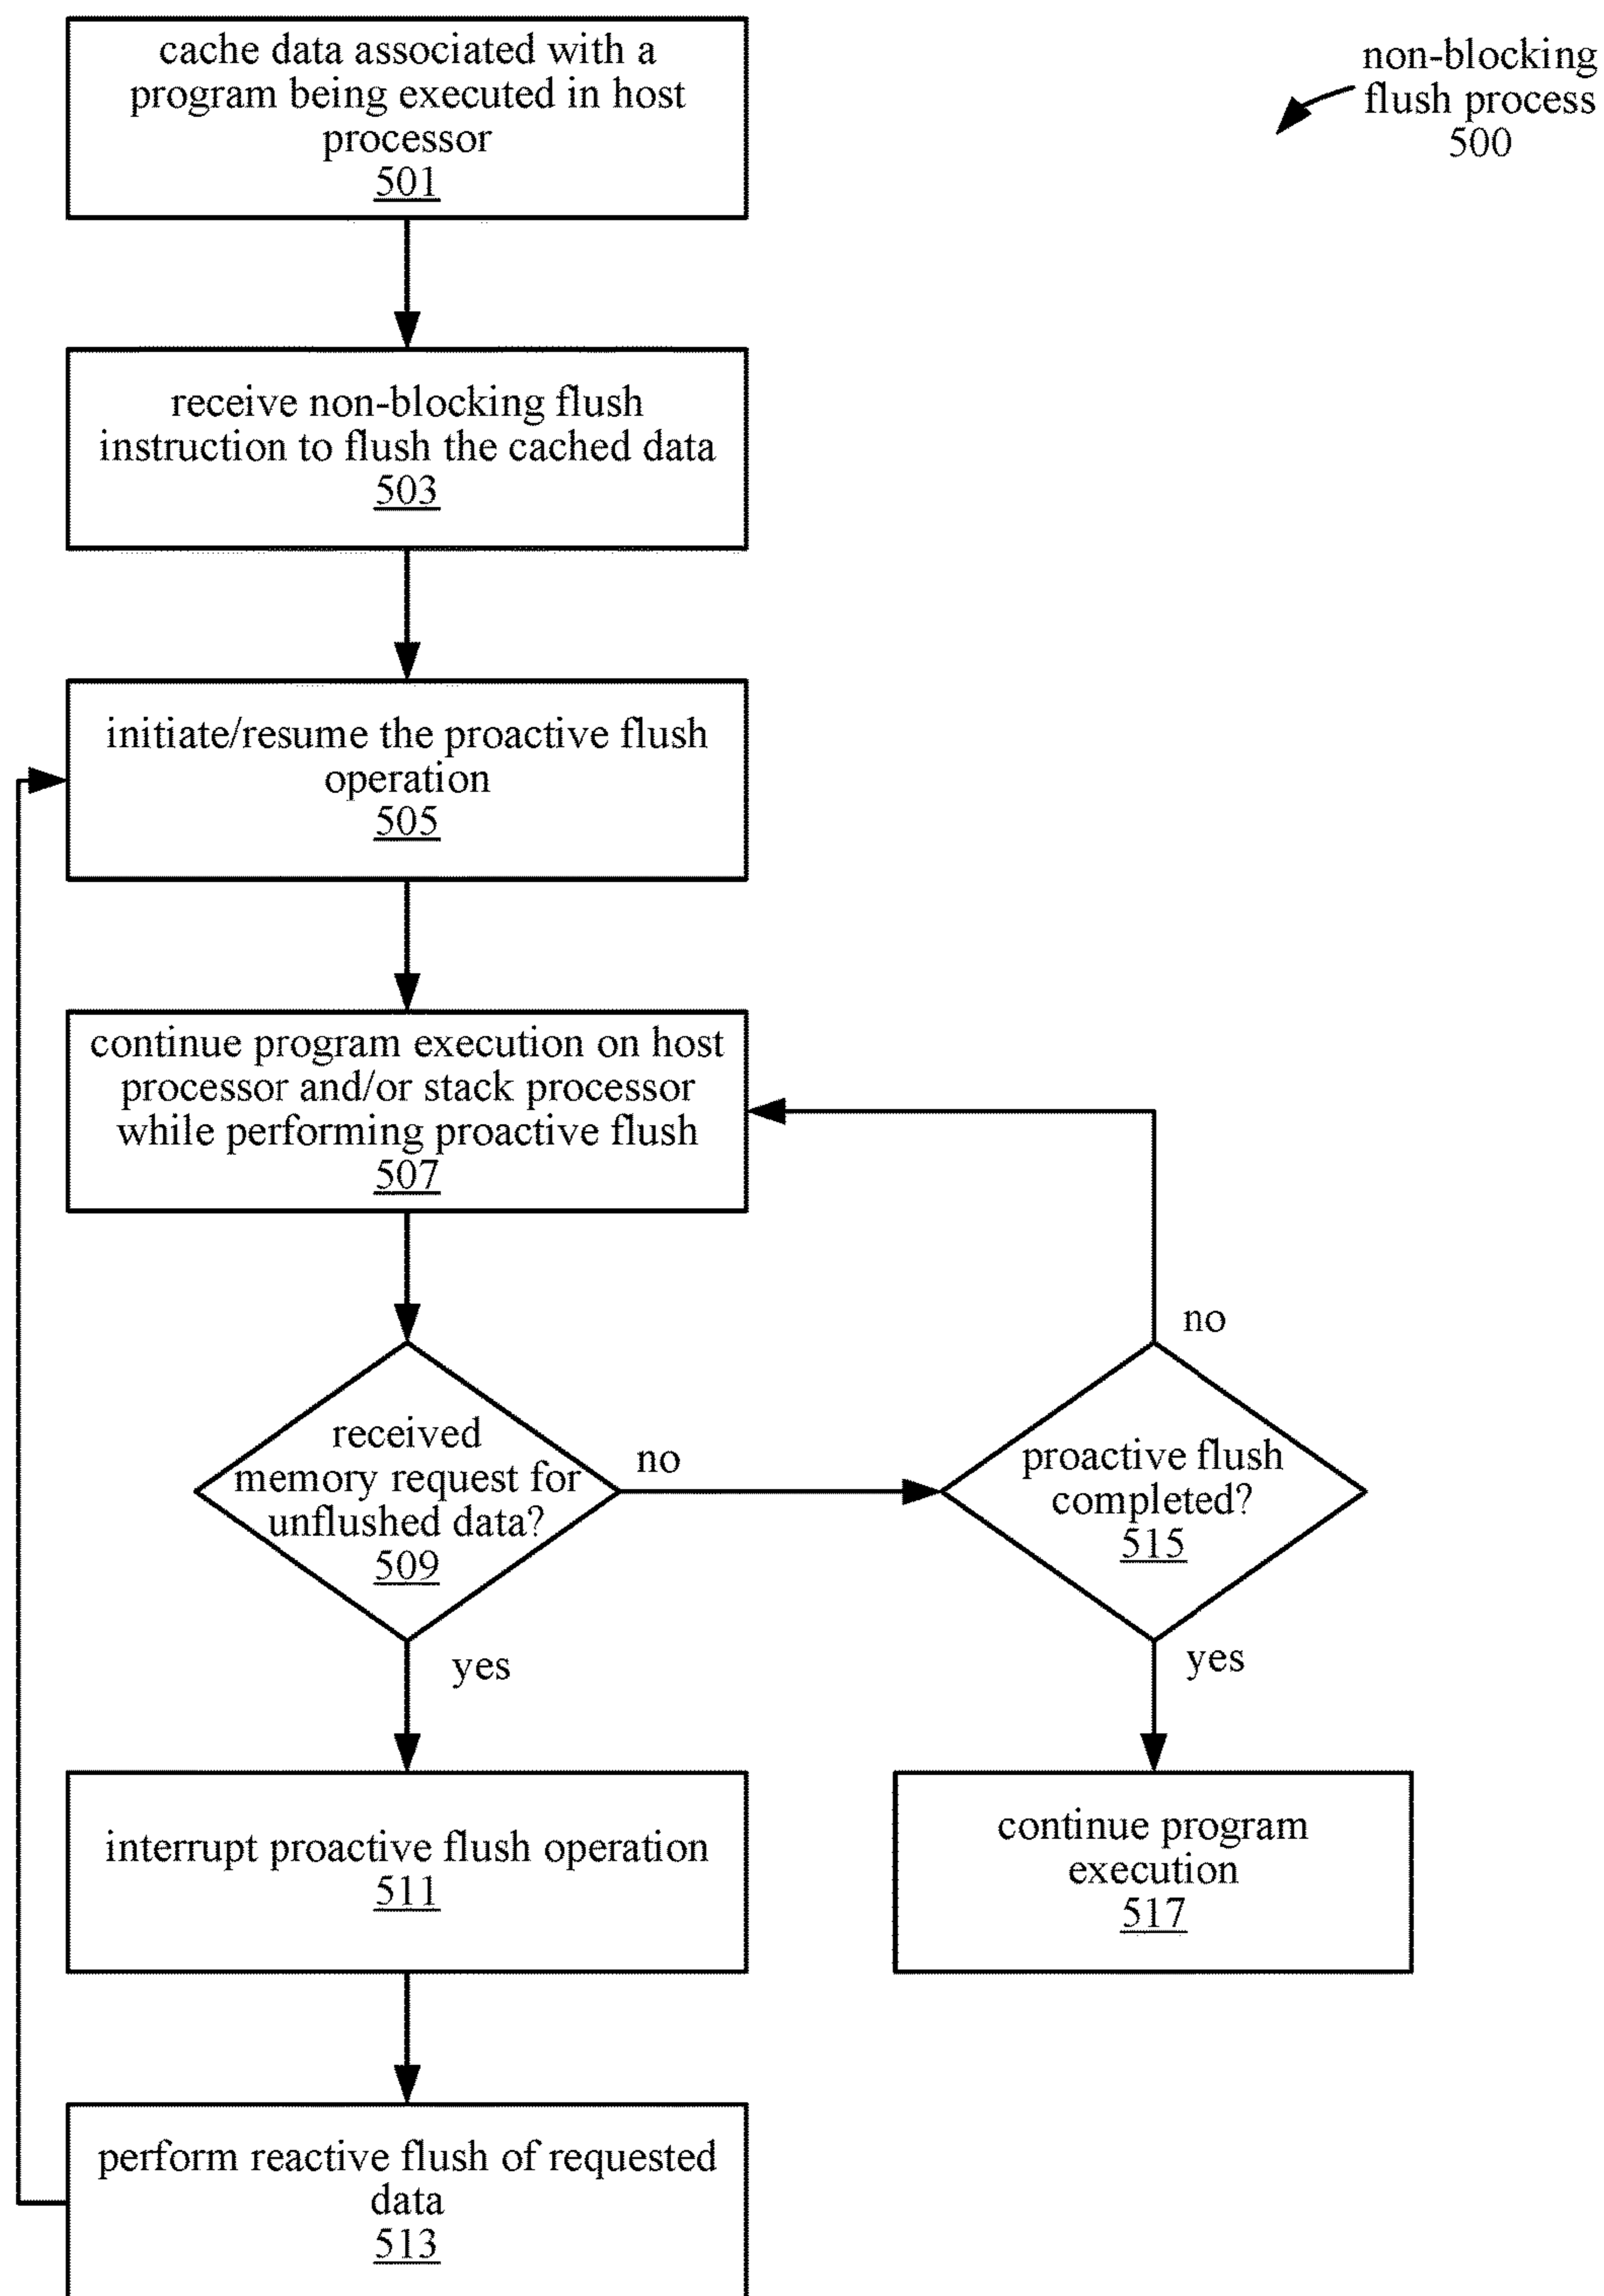 cache data associated with a
program being executed in host
processor
501
non-blocking
flush process
500
receive non-blocking flush
instruction to flush the cached data
503
initiate/resume the proactive flush
operation
505
continue program execution on host
processor and/or stack processor
while performing proactive flush
507
received
memory request for
unflushed data?
509
no
yes
proactive flush
completed?
515
no
yes
interrupt proactive flush operation
511
continue program
execution
517
perform reactive flush of requested
data
513